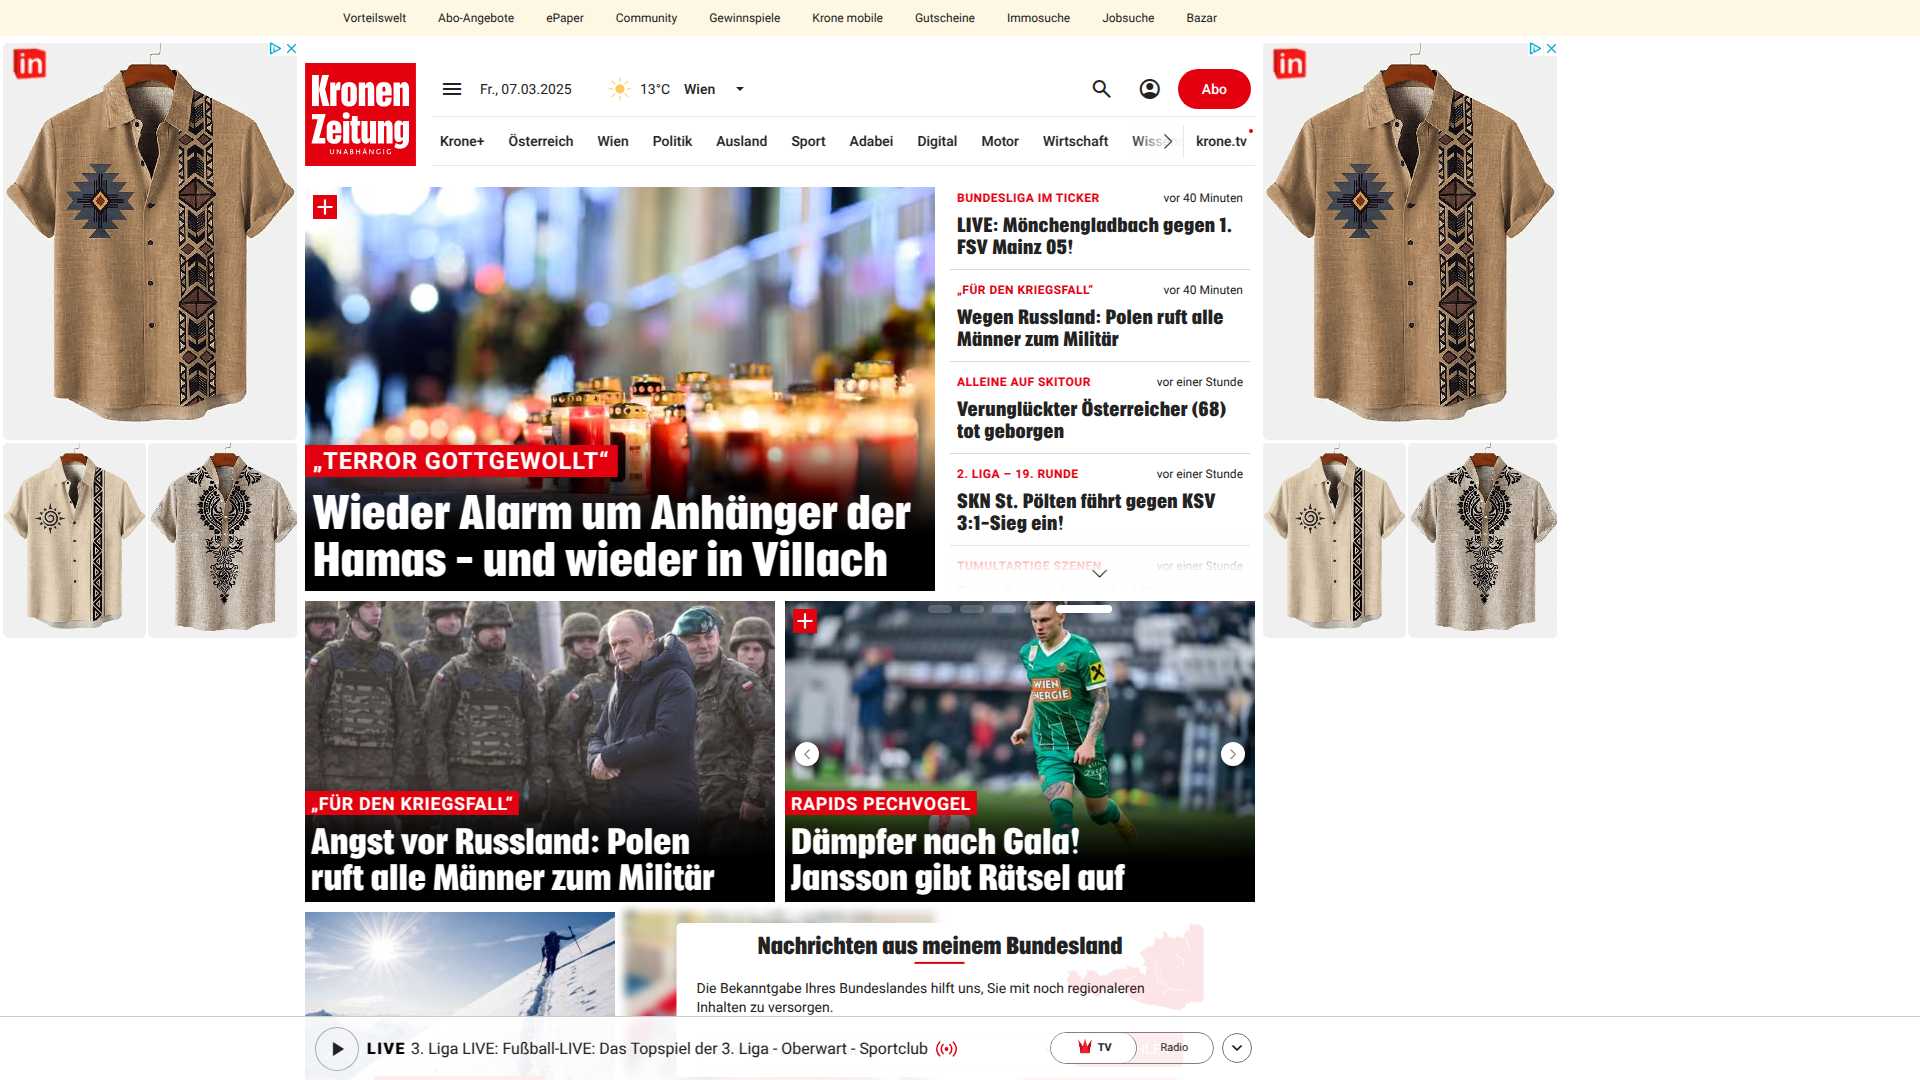 Vorteilswelt Abo-Angebote ePaper Community Gewinnspiele Krone mobile Gutscheine Immosuche Jobsuche Bazar
in
in
Kronen
Zeitung
UNABHÄNGIG
Fr., 07.03.2025 13°C Wien Abo
Krone+ Österreich Wien Politik Ausland Sport Adabei Digital Motor Wirtschaft krone.tv
„TERROR GOTTGEWOLLT“
Wieder Alarm um Anhänger der
Hamas – und wieder in Villach
BUNDESLIGA IM TICKER vor 40 Minuten
LIVE: Mönchengladbach gegen 1.
FSV Mainz 05!
„FÜR DEN KRIEGSFALL“ vor 40 Minuten
Wegen Russland: Polen ruft alle
Männer zum Militär
ALLEINE AUF SKITOUR vor einer Stunde
Verunglückter Österreicher (68)
tot geborgen
2. LIGA – 19. RUNDE vor einer Stunde
SKN St. Pölten führt gegen KSV
3:1-Sieg ein!
TUMULTARTIGE SZENEN vor einer Stunde
„FÜR DEN KRIEGSFALL“
Angst vor Russland: Polen
ruft alle Männer zum Militär
WIEN
ENERGIE
RAPIDS PECHVOGEL
Dämpfer nach Gala!
Jansson gibt Rätsel auf
Nachrichten aus meinem Bundesland
Die Bekanntgabe Ihres Bundeslandes hilft uns, Sie mit noch regionaleren
Inhalten zu versorgen.
LIVE 3. Liga LIVE: Fußball-LIVE: Das Topspiel der 3. Liga - Oberwart - Sportclub TV Radio